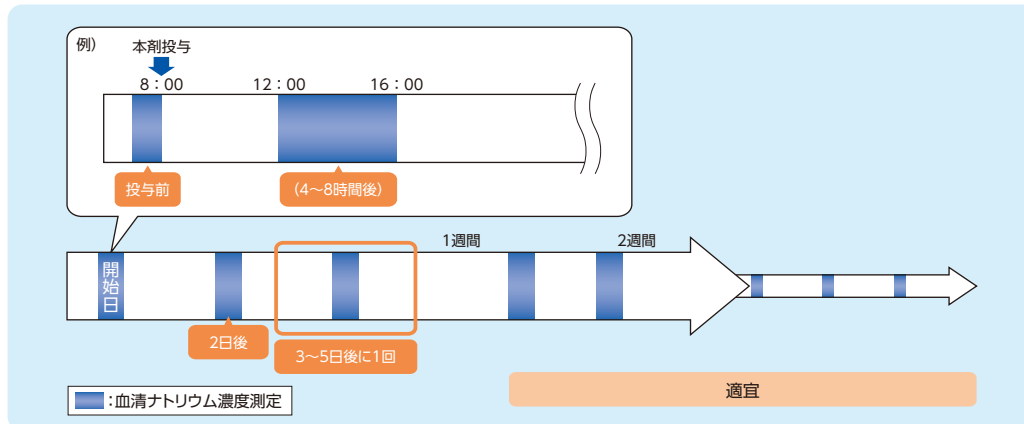 例)
本剤投与
8：00
12：00
16：00
投与前
(4～8時間後)
開始日
1週間
2週間
2日後
3～5日後に1回
：血清ナトリウム濃度測定
適宜